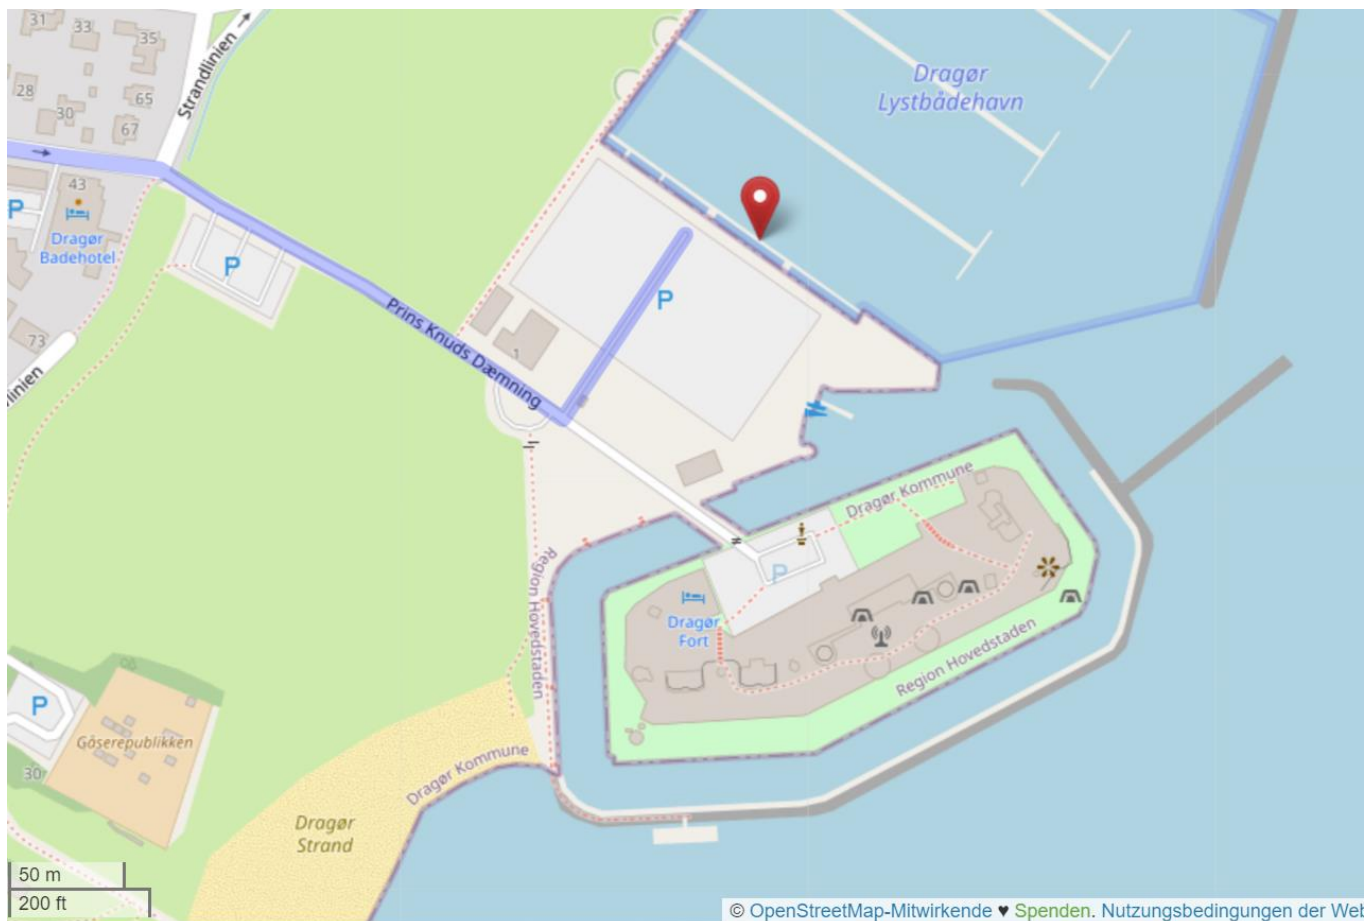 31
33
35
Strandlinien
28
65
30
67
Dragør
Lystbådehavn
43
P
Dragør
Badehotel
P
P
Prins Knuds Dæmning
73
linien
1
Dragør Kommune
Region Hovedstaden
P
Dragør
Fort
Region Hovedstaden
P
Gåserepublikken
30
Dragør Kommune
Dragør
Strand
50 m
200 ft
© OpenStreetMap-Mitwirkende ♥ Spenden. Nutzungsbedingungen der Web